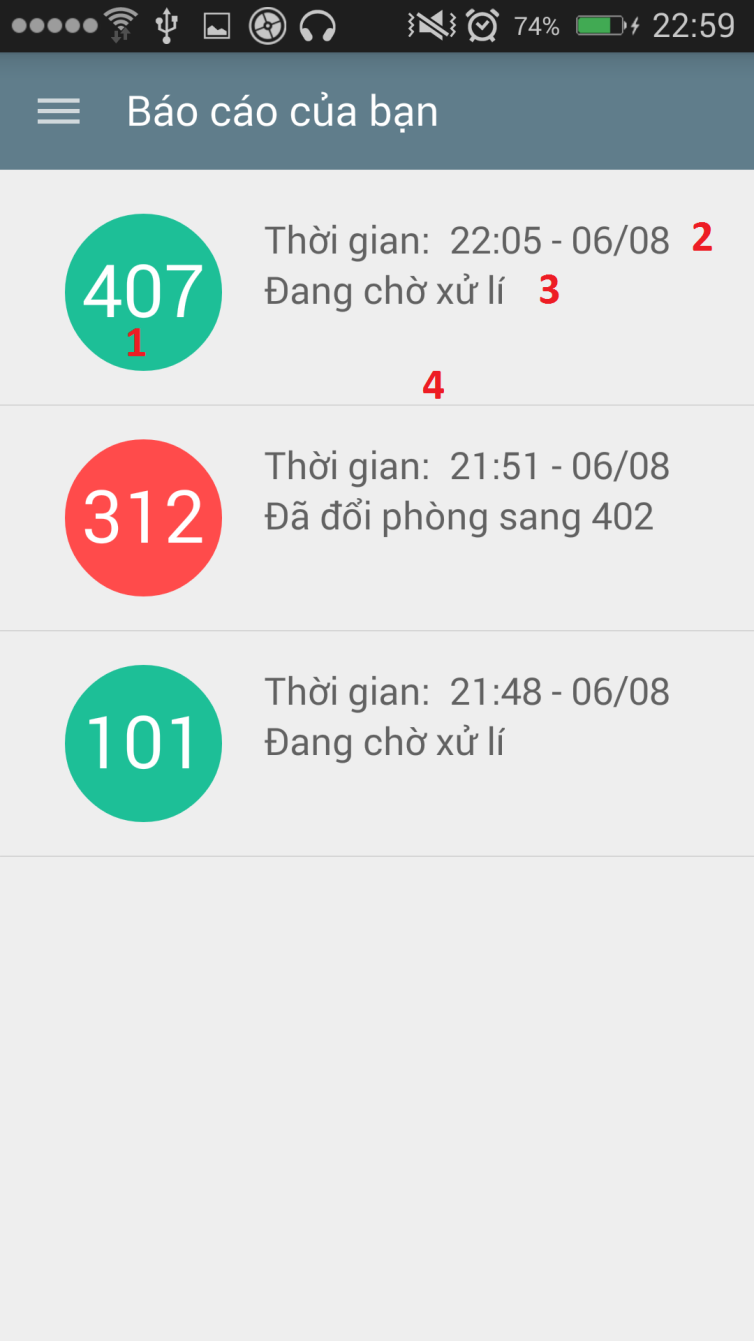 74% 22:59
Báo cáo của bạn
407
1
Thời gian: 22:05 - 06/08 2
Đang chờ xử lí 3
4
312
Thời gian: 21:51 - 06/08
Đã đổi phòng sang 402
101
Thời gian: 21:48 - 06/08
Đang chờ xử lí